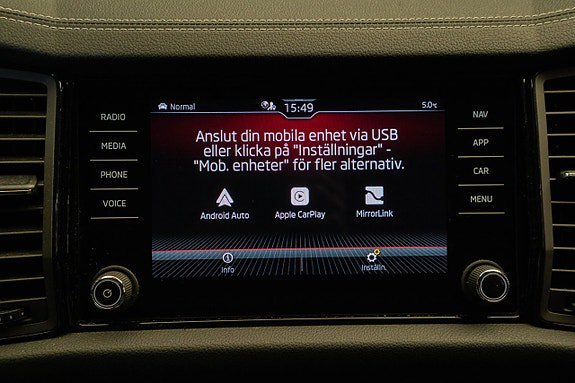 Normal 15:49 5.0°C
RADIO
MEDIA
PHONE
VOICE
NAV
APP
CAR
MENU
Anslut din mobila enhet via USB
eller klicka på "Inställningar" -
"Mob. enheter" för fler alternativ.
Android Auto Apple CarPlay MirrorLink
Info Inställn.